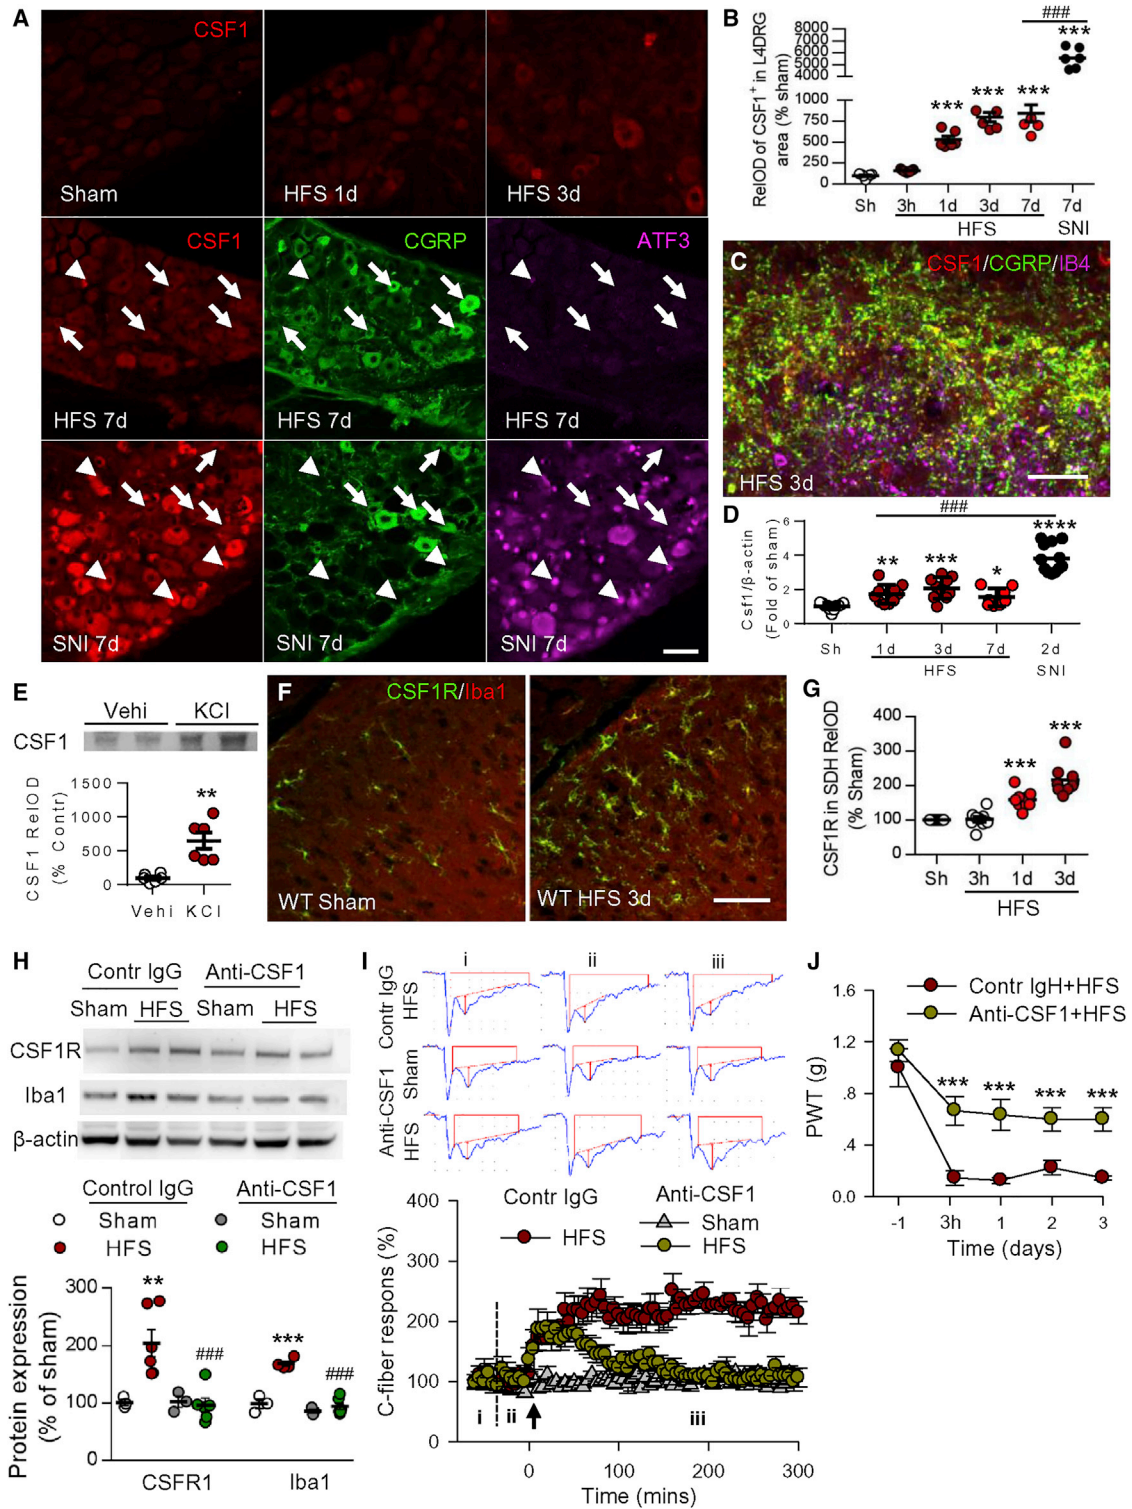 A
CSF1
Sham
HFS 1d
HFS 3d
CSF1
CGRP
ATF3
HFS 7d
HFS 7d
HFS 7d
SNI 7d
SNI 7d
SNI 7d
B
RelOD of CSF1+ in L4DRG
area (% sham)
###
***
8000
7000
6000
5000
4000
1000
750
500
250
0
*** *** ***
Sh 3h 1d 3d 7d 7d
HFS SNI
C
CSF1/CGRP/IB4
HFS 3d
D
Csf1/β-actin
(Fold of sham)
###
6
4
2
0
** *** * ****
Sh 1d 3d 7d 2d
HFS SNI
E
Vehi KCl
CSF1
CSF1 RelOD
(% Contr)
1500
1000
500
0
**
Vehi KCl
F
CSF1R/Iba1
WT Sham
WT HFS 3d
G
CSF1R in SDH RelOD
(% Sham)
400
300
200
100
0
*** ***
Sh 3h 1d 3d
HFS
H
Contr IgG Anti-CSF1
Sham HFS Sham HFS
CSF1R
Iba1
β-actin
Control IgG Anti-CSF1
Sham Sham
HFS HFS
Protein expression
(% of sham)
300
200
100
0
** ### *** ###
CSFR1 Iba1
I
i ii iii
Contr IgG
HFS
Anti-CSF1
Sham
HFS
Contr IgG Anti-CSF1
HFS
Sham
HFS
C-fiber respons (%)
400
300
200
100
0
i ii iii
0 100 200 300
Time (mins)
J
Contr IgH+HFS
Anti-CSF1+HFS
PWT (g)
1.6
1.2
.8
.4
0.0
*** *** *** ***
-1 3h 1 2 3
Time (days)